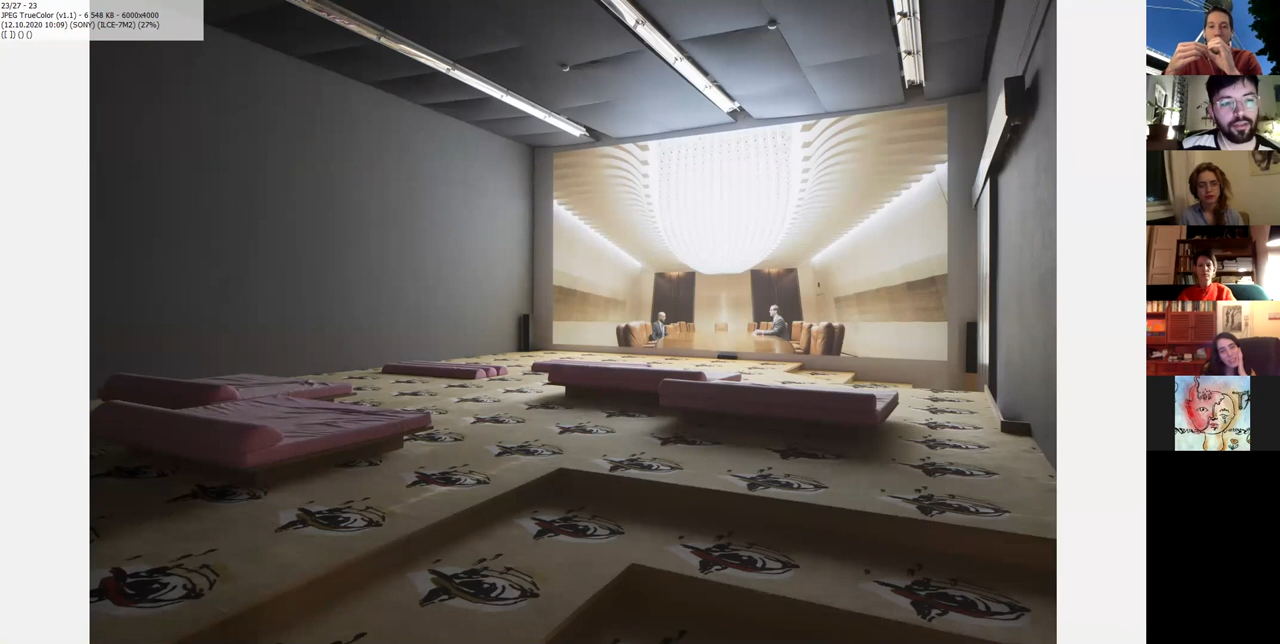 23/27 - 23
JPEG TrueColor (v1.1) - 6 548 KB - 6000x4000
(12.10.2020 10:09) (SONY) (ILCE-7M2) (27%)
([ ]) () ()